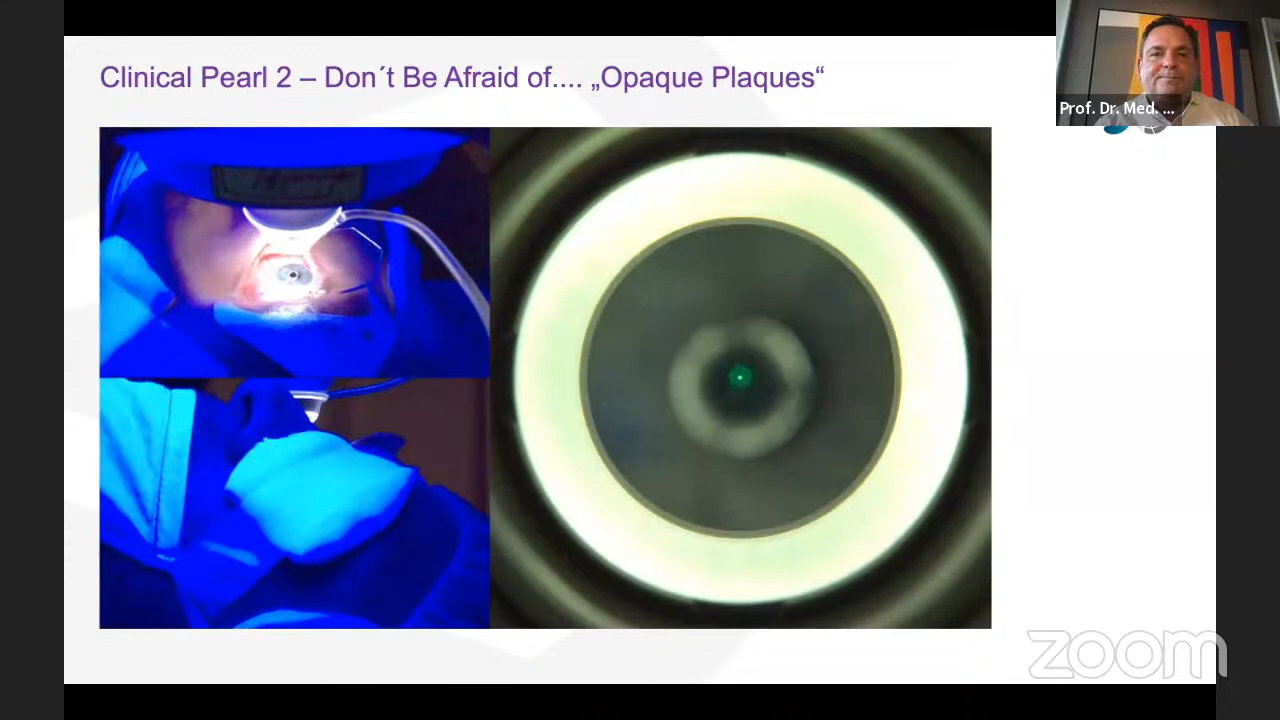 Clinical Pearl 2 – Don´t Be Afraid of.... „Opaque Plaques“
Prof. Dr. Med. ...
zoom